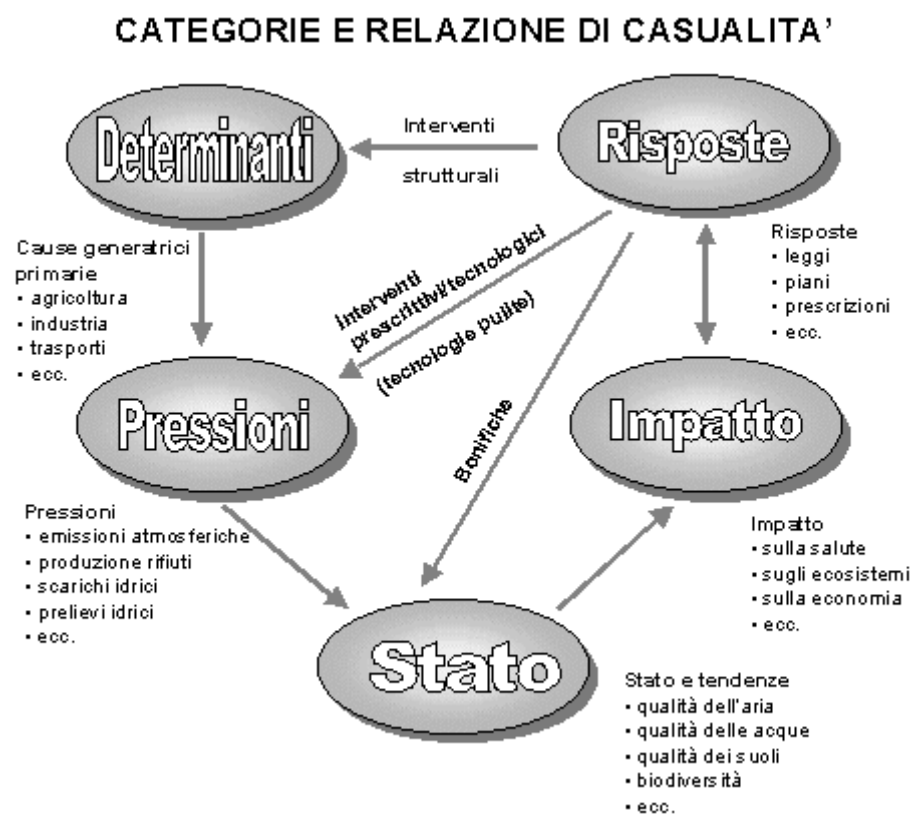 CATEGORIE E RELAZIONE DI CASUALITA'
Determinanti
Interventi
strutturali
Risposte
Cause generatrici
primarie
• agricoltura
• industria
• trasporti
• ecc.
Interventi
prescrittivi/tecnologici
(tecnologie pulite)
Bonifiche
Risposte
• leggi
• piani
• prescrizioni
• ecc.
Pressioni
Impatto
Pressioni
• emissioni atmosferiche
• produzione rifiuti
• scarichi idrici
• prelievi idrici
• ecc.
Impatto
• sulla salute
• sugli ecosistemi
• sulla economia
• ecc.
Stato
Stato e tendenze
• qualità dell'aria
• qualità delle acque
• qualità dei suoli
• biodiversità
• ecc.